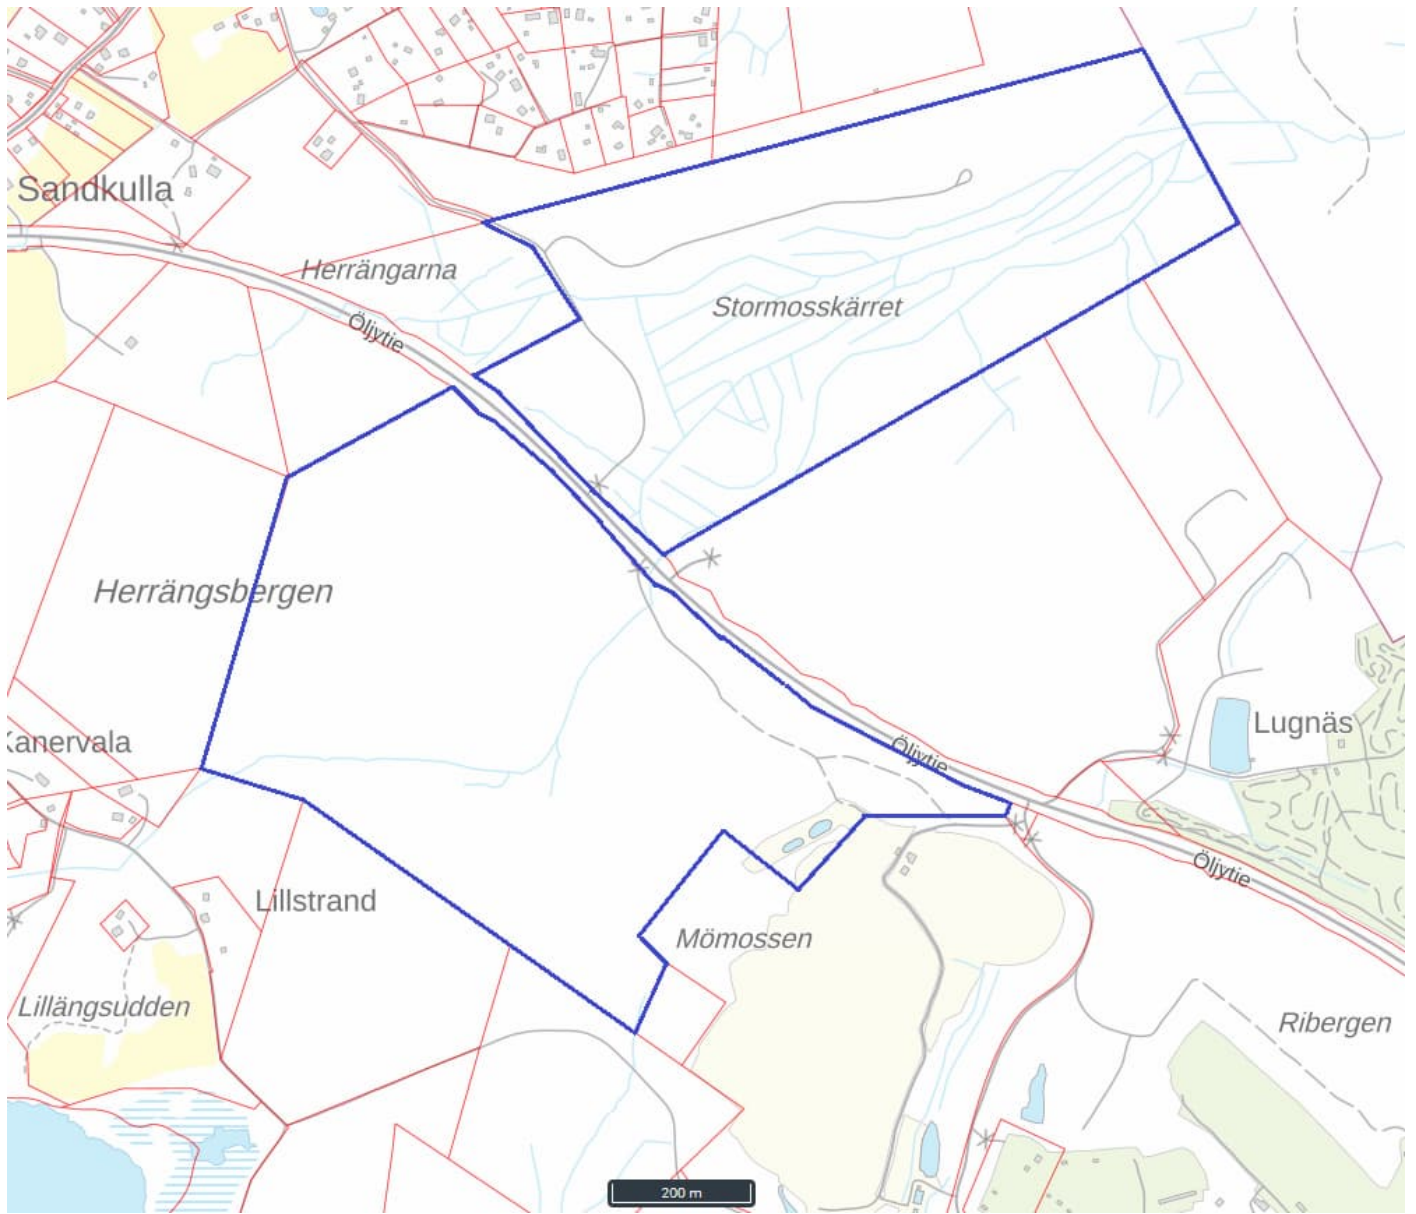 Sandkulla
Herrängarna
Öljytie
Stormosskärret
Herrängsbergen
Kanervala
Lugnäs
Öljytie
Öljytie
Lillstrand
Mömossen
Lillängsudden
Ribergen
200 m